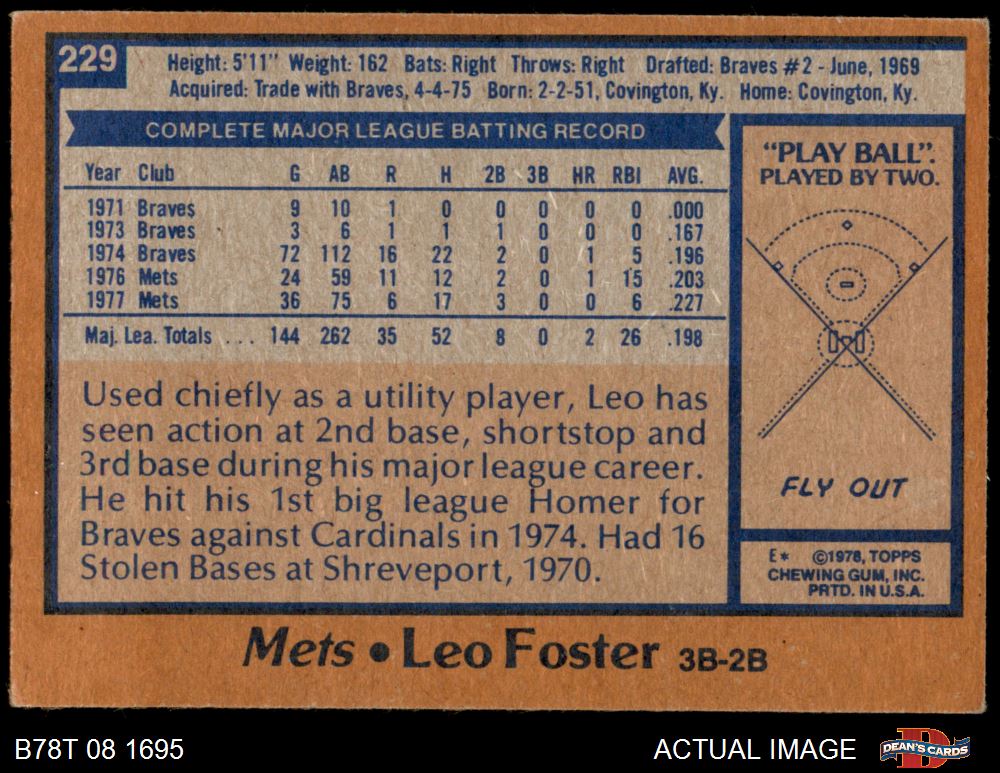 229
Height: 5'11" Weight: 162 Bats: Right Throws: Right Drafted: Braves #2 - June, 1969
Acquired: Trade with Braves, 4-4-75 Born: 2-2-51, Covington, Ky. Home: Covington, Ky.
COMPLETE MAJOR LEAGUE BATTING RECORD
Year Club G AB R H 2B 3B HR RBI AVG.
1971 Braves 9 10 1 0 0 0 0 0 .000
1973 Braves 3 6 1 1 1 0 0 0 .167
1974 Braves 72 112 16 22 2 0 1 5 .196
1976 Mets 24 59 11 12 2 0 1 15 .203
1977 Mets 36 75 6 17 3 0 0 6 .227
Maj. Lea. Totals . . . 144 262 35 52 8 0 2 26 .198
Used chiefly as a utility player, Leo has
seen action at 2nd base, shortstop and
3rd base during his major league career.
He hit his 1st big league Homer for
Braves against Cardinals in 1974. Had 16
Stolen Bases at Shreveport, 1970.
"PLAY BALL".
PLAYED BY TWO.
FLY OUT
E* ©1978, TOPPS
CHEWING GUM, INC.
PRTD. IN U.S.A.
Mets • Leo Foster 3B-2B
B78T 08 1695
ACTUAL IMAGE
DEAN'S CARDS